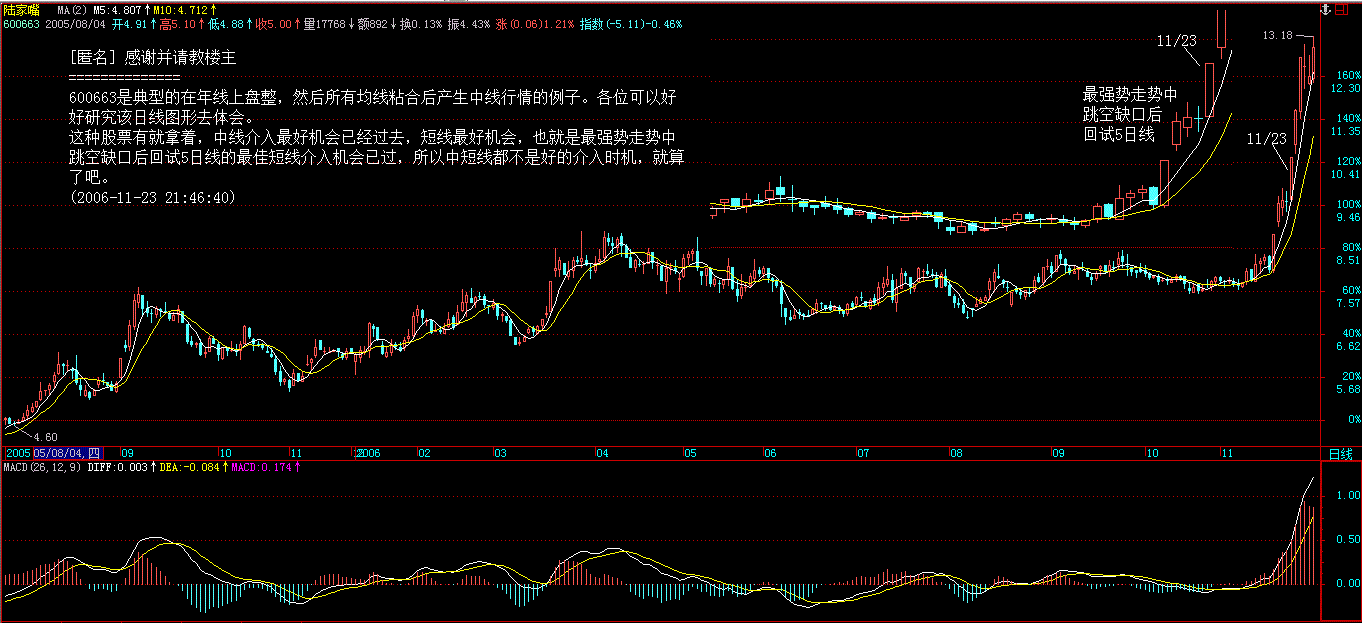 陆家嘴 MA(2) M5:4.807↑M10:4.712↑
600663 2005/08/04 开4.91↑高5.10↑低4.88↑收5.00↑量17768↓额892↓换0.13% 振4.43% 涨(0.06)1.21% 指数(-5.11)-0.46%
[匿名] 感谢并请教楼主
==============
600663是典型的在年线上盘整，然后所有均线粘合后产生中线行情的例子。各位可以好
好研究该日线图形去体会。
这种股票有就拿着，中线介入最好机会已经过去，短线最好机会，也就是最强势走势中
跳空缺口后回试5日线的最佳短线介入机会已过，所以中短线都不是好的介入时机，就算
了吧。
(2006-11-23 21:46:40)
11/23
最强势走势中
跳空缺口后
回试5日线
13.18
11/23
160%
12.30
140%
11.35
120%
10.41
100%
9.46
80%
8.51
60%
7.57
40%
6.62
20%
5.68
0%
4.60
2005 05/08/04,四 09 10 11 12 2006 02 03 04 05 06 07 08 09 10 11 日线
MACD(26,12,9) DIFF:0.003↑DEA:-0.084↑MACD:0.174↑
1.00
0.50
0.00